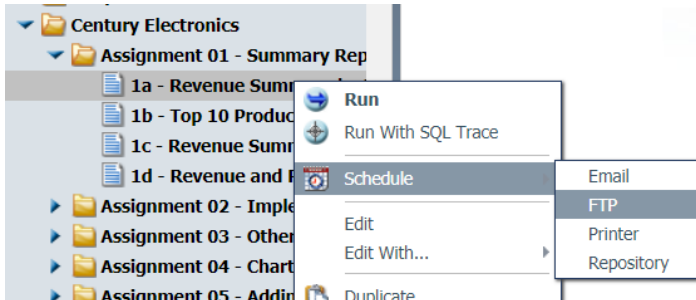 Century Electronics
Assignment 01 - Summary Rep
1a - Revenue Summ
1b - Top 10 Produc
1c - Revenue Sum
1d - Revenue and
Assignment 02 - Imple
Assignment 03 - Other
Assignment 04 - Chart
Assignment 05 - Addin
Run
Run With SQL Trace
Schedule
Edit
Edit With...
Duplicate
Email
FTP
Printer
Repository